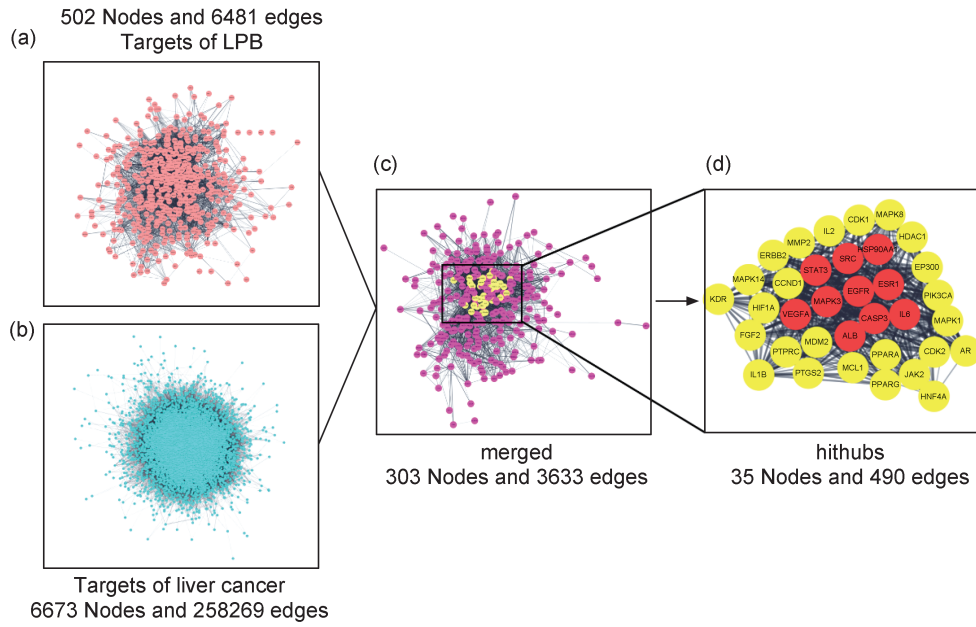 502 Nodes and 6481 edges
Targets of LPB
(a)
(b)
Targets of liver cancer
6673 Nodes and 258269 edges
(c)
merged
303 Nodes and 3633 edges
(d)
MAPK8
CDK1
IL2
HDAC1
MMP2
SRC
HSP90AA1
ERBB2
STAT3
EP300
MAPK14
CCND1
EGFR
ESR1
PIK3CA
KDR
MAPK3
HIF1A
VEGFA
CASP3
IL6
MAPK1
FGF2
ALB
PTPRC
MDM2
PPARA
CDK2
AR
IL1B
PTGS2
MCL1
JAK2
PPARG
HNF4A
hithubs
35 Nodes and 490 edges